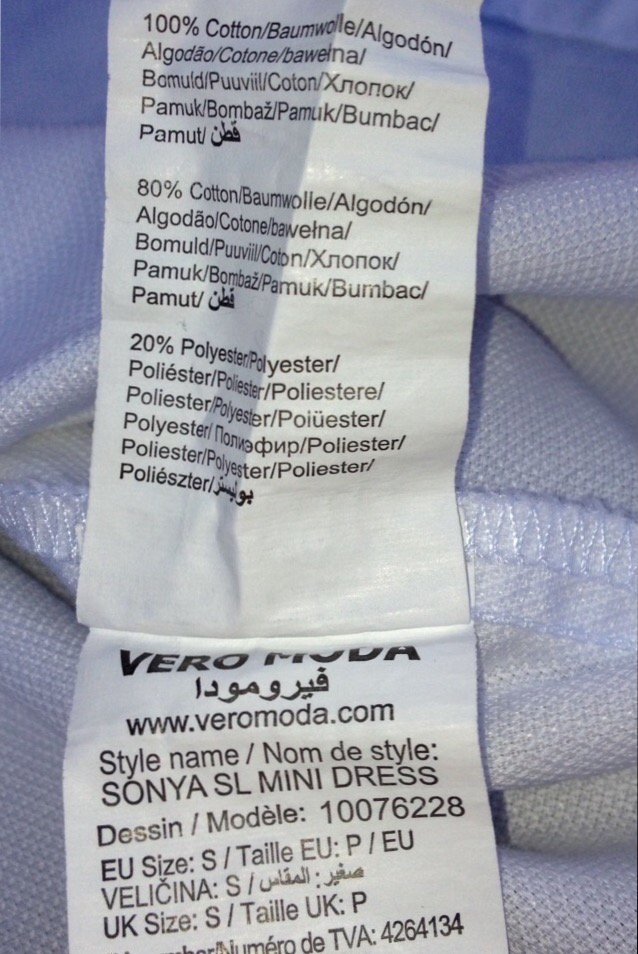 100% Cotton/Baumwolle/Algodón/
Algodão/Cotone/bawełna/
Bomuld/Puuviil/Coton/Хлопок/
Pamuk/Bombaž/Pamuk/Bumbac/
Pamut/ قطن
80% Cotton/Baumwolle/Algodón/
Algodão/Cotone/bawełna/
Bomuld/Puuviil/Coton/Хлопок/
Pamuk/Bombaž/Pamuk/Bumbac/
Pamut/ قطن
20% Polyester/Polyester/
Poliéster/Poliester/Poliestere/
Poliester/Polyester/Poiüester/
Polyester/ Полиэфир/Poliester/
Poliester/Polyester/Poliester/
Poliészter/بوليستر
VERO MODA
فيرومودا
www.veromoda.com
Style name / Nom de style:
SONYA SL MINI DRESS
Dessin / Modèle: 10076228
EU Size: S / Taille EU: P / EU
VELIČINA: S / صغير : المقاس
UK Size: S / Taille UK: P
Numéro de TVA: 4264134